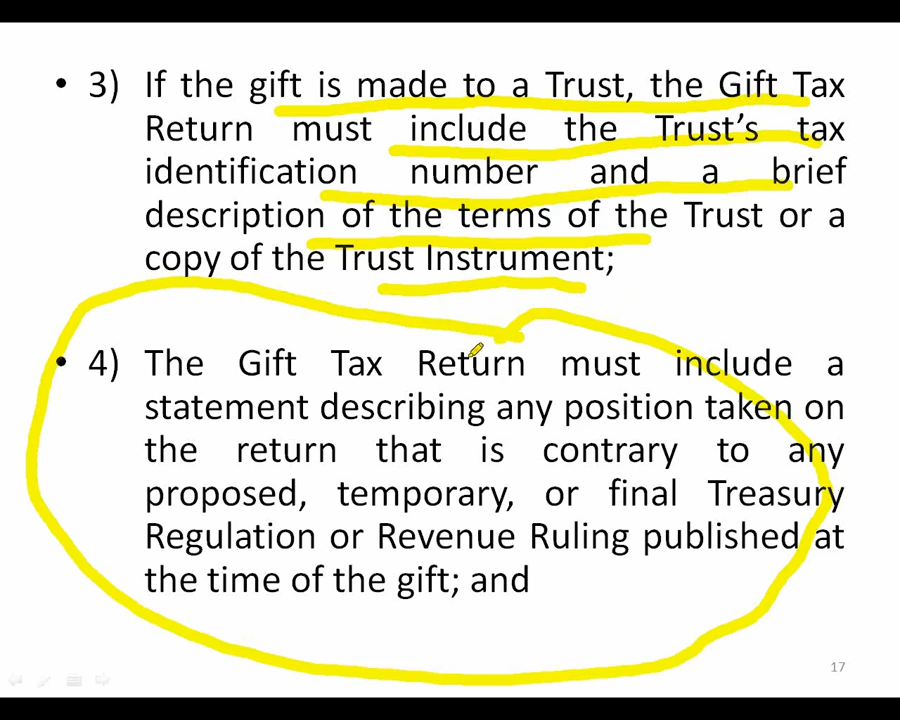 • 3) If the gift is made to a Trust, the Gift Tax
Return must include the Trust’s tax
identification number and a brief
description of the terms of the Trust or a
copy of the Trust Instrument;
• 4) The Gift Tax Return must include a
statement describing any position taken on
the return that is contrary to any
proposed, temporary, or final Treasury
Regulation or Revenue Ruling published at
the time of the gift; and
17